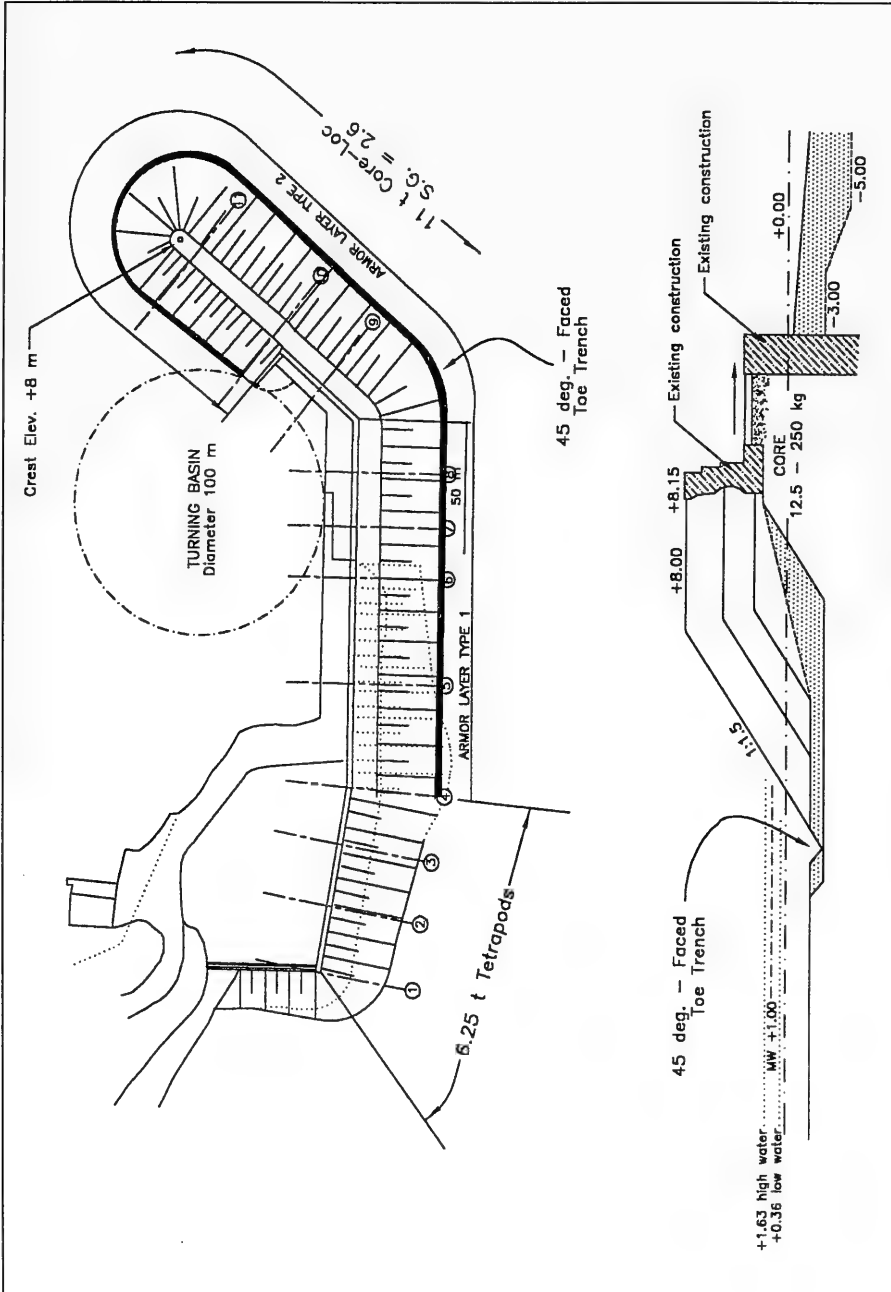 Crest Elev. +8 m
11 t Core-Loc
S.G. = 2.6
ARMOR LAYER TYPE 2
TURNING BASIN
Diameter 100 m
11
9
50 m
8
7
6
5
4
3
2
1
ARMOR LAYER TYPE 1
45 deg. - Faced
Toe Trench
6.25 t Tetrapods
Existing construction
Existing construction
+8.00
+8.15
+0.00
CORE
12.5 - 250 kg
-3.00
-5.00
1:1.5
45 deg. - Faced
Toe Trench
MW +1.00
+1.63 high water
+0.36 low water